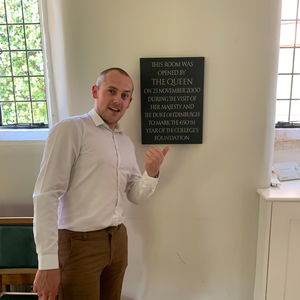 THIS ROOM WAS
OPENED BY
THE QUEEN
ON 23 NOVEMBER 2000
DURING THE VISIT OF
HER MAJESTY AND
THE DUKE OF EDINBURGH
TO MARK THE 650TH
YEAR OF THE COLLEGE'S
FOUNDATION